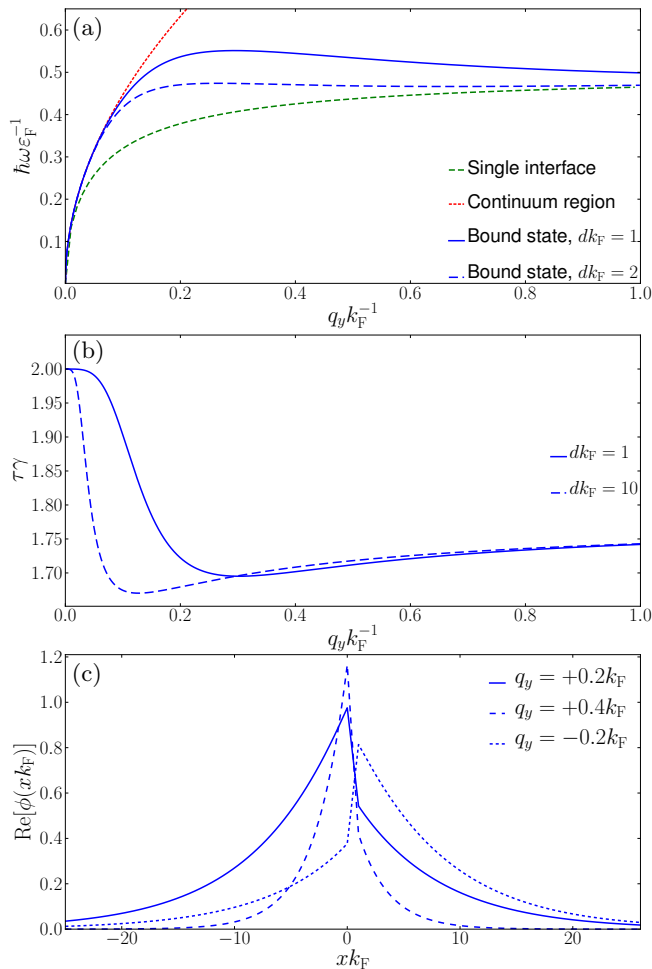 (a)
0.6
0.5
0.4
0.3
0.2
0.1
ħωε_F^{-1}
Single interface
Continuum region
Bound state, dk_F = 1
Bound state, dk_F = 2
0.0 0.2 0.4 0.6 0.8 1.0
q_y k_F^{-1}
(b)
2.00
1.95
1.90
1.85
1.80
1.75
1.70
τγ
dk_F = 1
dk_F = 10
0.0 0.2 0.4 0.6 0.8 1.0
q_y k_F^{-1}
(c)
1.2
1.0
0.8
0.6
0.4
0.2
0.0
Re[ϕ(xk_F)]
q_y = +0.2k_F
q_y = +0.4k_F
q_y = −0.2k_F
−20 −10 0 10 20
xk_F